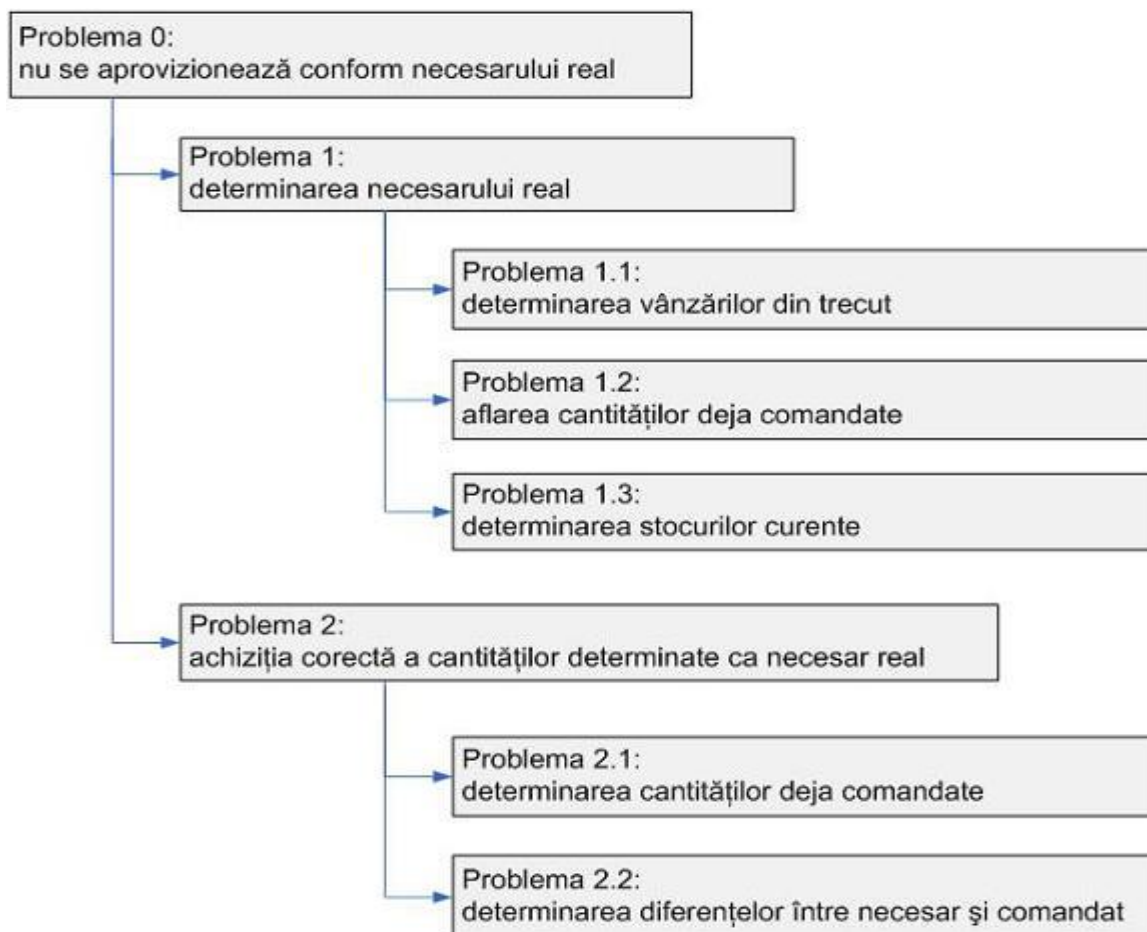 Problema 0:
nu se aprovizionează conform necesarului real
Problema 1:
determinarea necesarului real
Problema 1.1:
determinarea vânzărilor din trecut
Problema 1.2:
aflarea cantităților deja comandate
Problema 1.3:
determinarea stocurilor curente
Problema 2:
achiziția corectă a cantităților determinate ca necesar real
Problema 2.1:
determinarea cantităților deja comandate
Problema 2.2:
determinarea diferențelor între necesar şi comandat